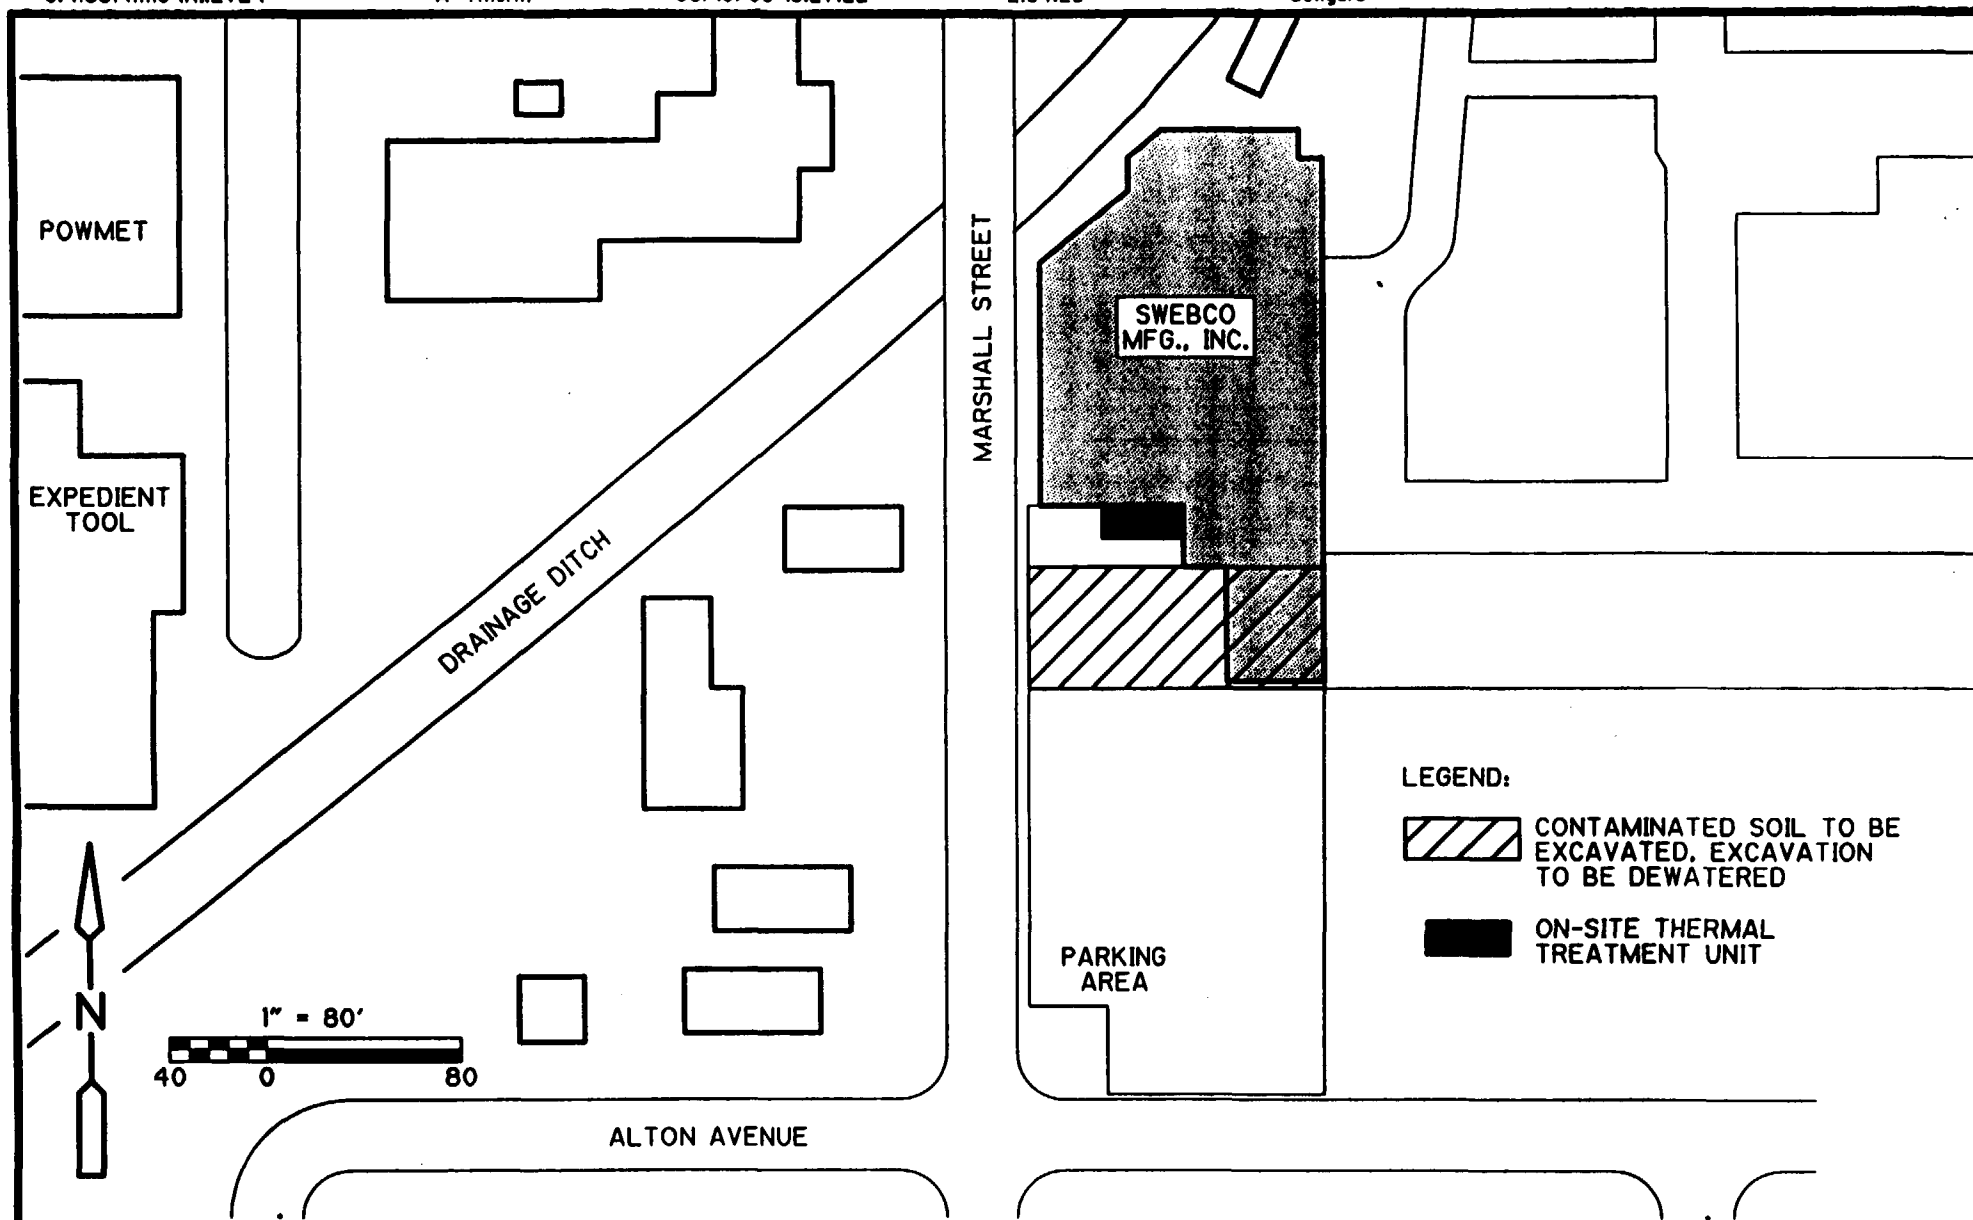 POWMET
MARSHALL STREET
SWEBCO
MFG., INC.
EXPEDIENT
TOOL
DRAINAGE DITCH
LEGEND:
CONTAMINATED SOIL TO BE
EXCAVATED. EXCAVATION
TO BE DEWATERED
ON-SITE THERMAL
TREATMENT UNIT
PARKING
AREA
N
1" = 80'
40 0 80
ALTON AVENUE